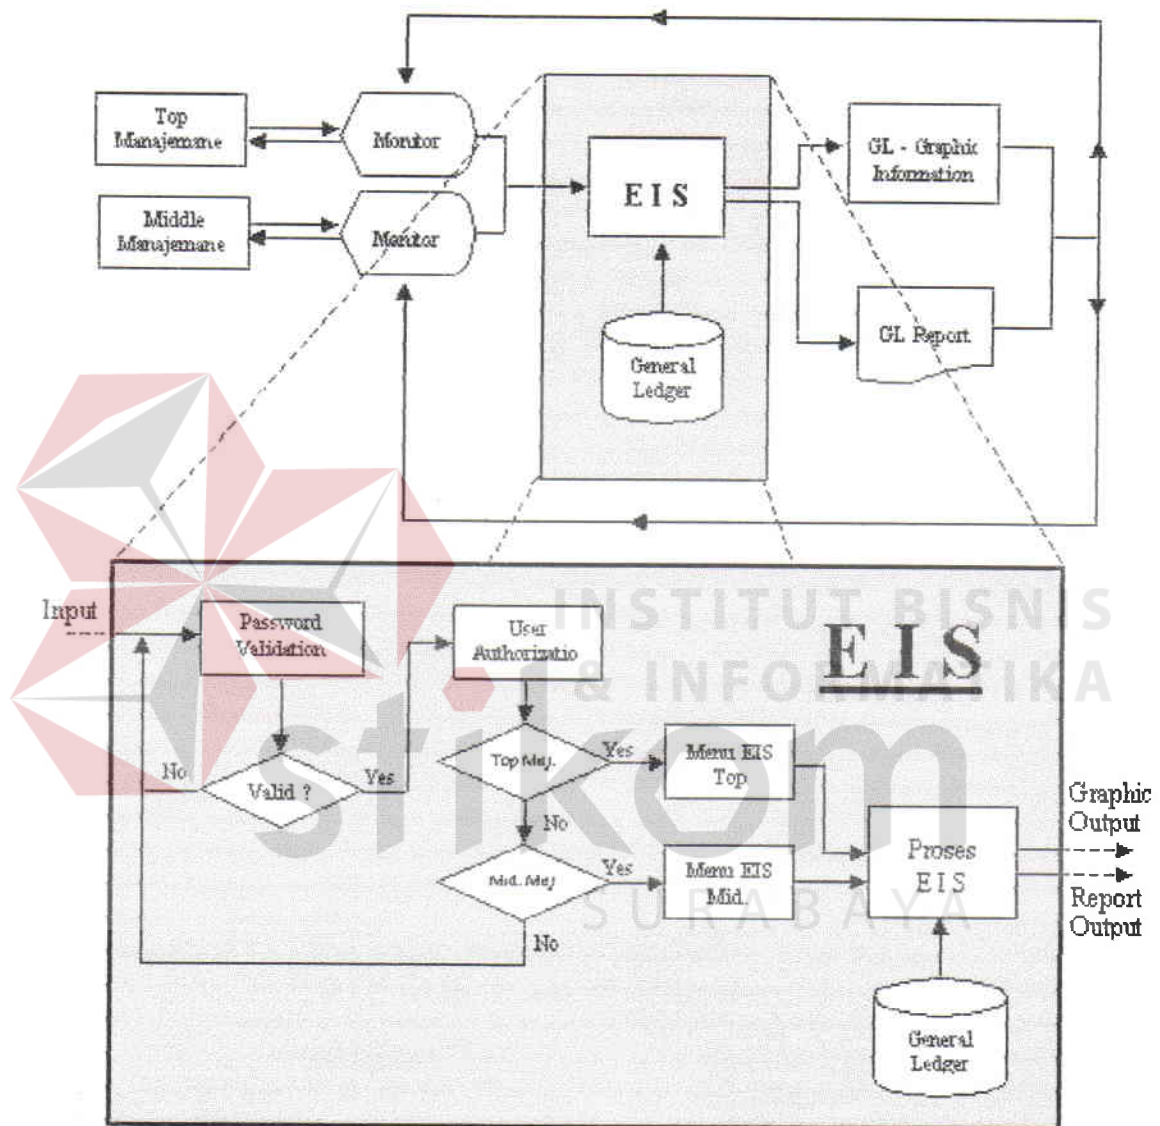 Top
Manajemane
Monitor
Middle
Manajemane
Monitor
E I S
General
Ledger
GL - Graphic
Information
GL Report
Input
Password
Validation
User
Authorizatio
E I S
INSTITUT BISNIS
& INFORMATIKA
stikom
SURABAYA
No
Valid ?
Yes
Top Maj.
Yes
Menu EIS
Top
No
Mid. Maj
Yes
Menu EIS
Mid.
No
Proses
E I S
Graphic
Output
Report
Output
General
Ledger